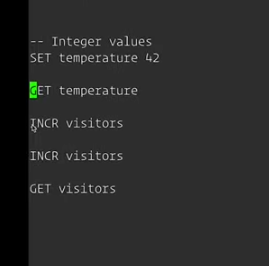 -- Integer values
SET temperature 42
GET temperature
INCR visitors
INCR visitors
GET visitors